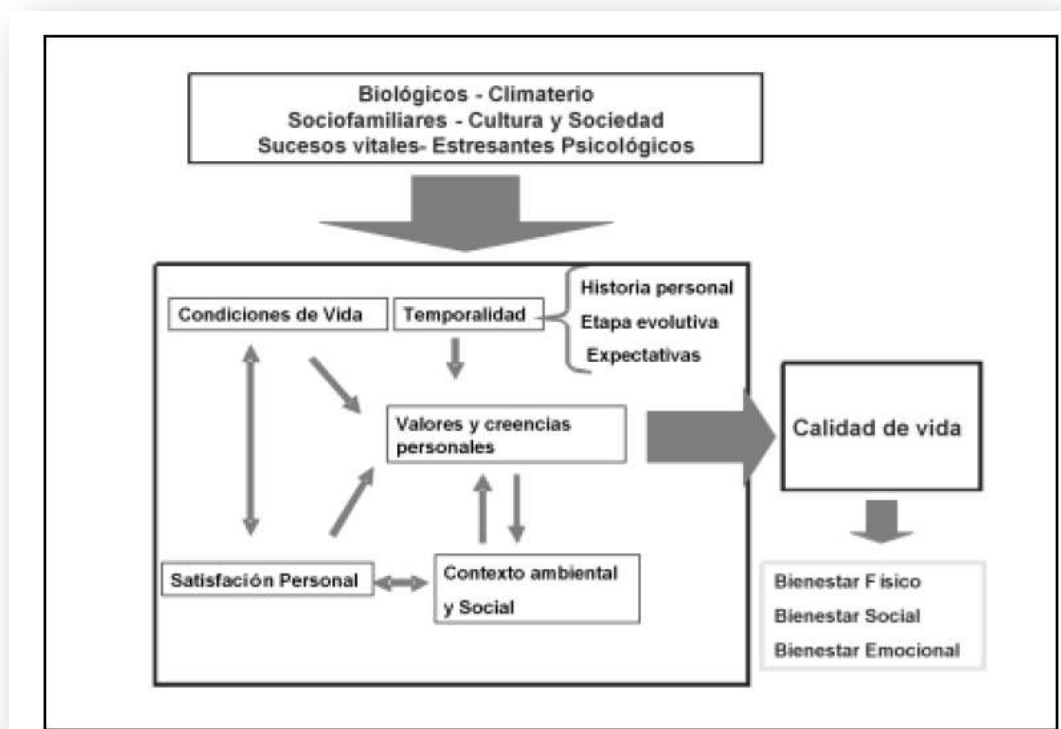 Biológicos - Climaterio
Sociofamiliares - Cultura y Sociedad
Sucesos vitales- Estresantes Psicológicos
Condiciones de Vida
Temporalidad
Historia personal
Etapa evolutiva
Expectativas
Valores y creencias
personales
Calidad de vida
Satisfación Personal
Contexto ambiental
y Social
Bienestar Físico
Bienestar Social
Bienestar Emocional